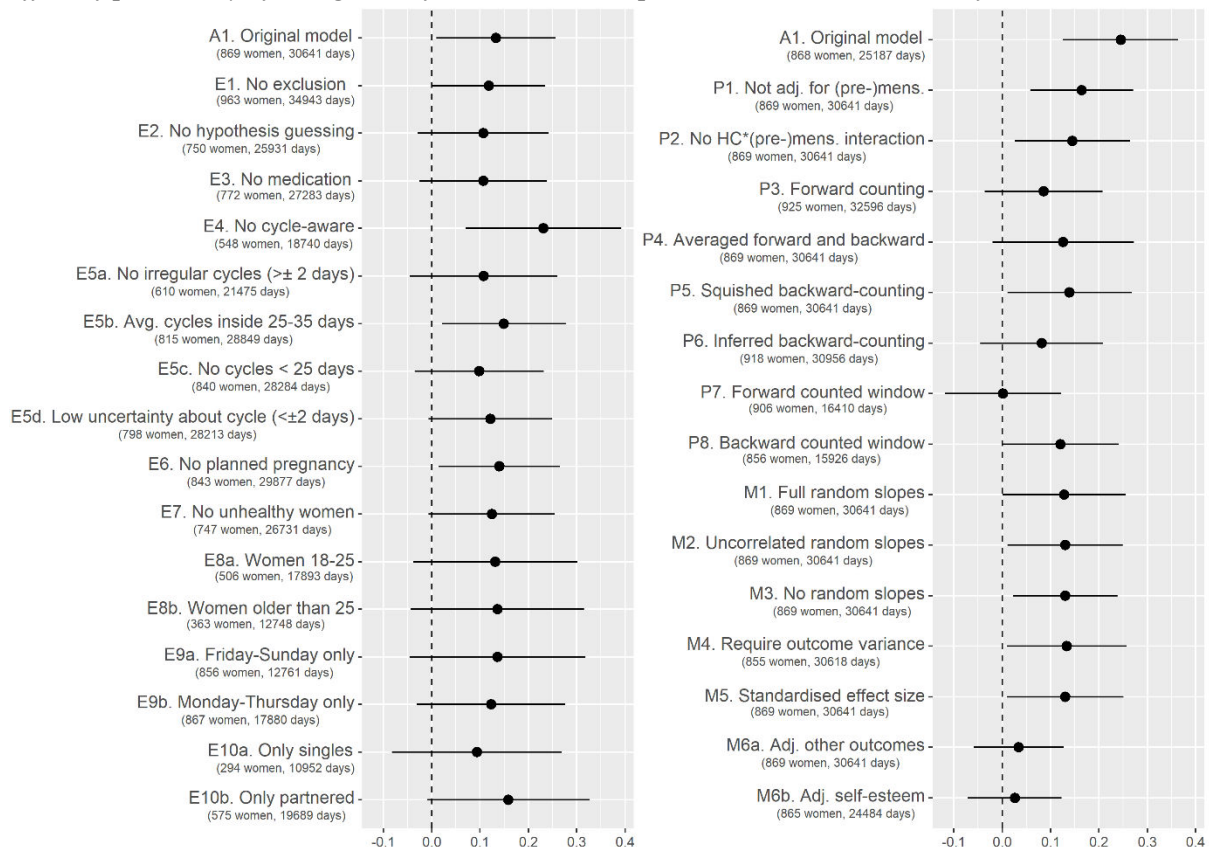 A1. Original model
(869 women, 30641 days)
E1. No exclusion
(963 women, 34943 days)
E2. No hypothesis guessing
(750 women, 25931 days)
E3. No medication
(772 women, 27283 days)
E4. No cycle-aware
(548 women, 18740 days)
E5a. No irregular cycles (>± 2 days)
(610 women, 21475 days)
E5b. Avg. cycles inside 25-35 days
(815 women, 28849 days)
E5c. No cycles < 25 days
(840 women, 28284 days)
E5d. Low uncertainty about cycle (<±2 days)
(798 women, 28213 days)
E6. No planned pregnancy
(843 women, 29877 days)
E7. No unhealthy women
(747 women, 26731 days)
E8a. Women 18-25
(506 women, 17893 days)
E8b. Women older than 25
(363 women, 12748 days)
E9a. Friday-Sunday only
(856 women, 12761 days)
E9b. Monday-Thursday only
(867 women, 17880 days)
E10a. Only singles
(294 women, 10952 days)
E10b. Only partnered
(575 women, 19689 days)
-0.1 0.0 0.1 0.2 0.3 0.4
A1. Original model
(868 women, 25187 days)
P1. Not adj. for (pre-)mens.
(869 women, 30641 days)
P2. No HC*(pre-)mens. interaction
(869 women, 30641 days)
P3. Forward counting
(925 women, 32596 days)
P4. Averaged forward and backward
(869 women, 30641 days)
P5. Squished backward-counting
(869 women, 30641 days)
P6. Inferred backward-counting
(918 women, 30956 days)
P7. Forward counted window
(906 women, 16410 days)
P8. Backward counted window
(856 women, 15926 days)
M1. Full random slopes
(869 women, 30641 days)
M2. Uncorrelated random slopes
(869 women, 30641 days)
M3. No random slopes
(869 women, 30641 days)
M4. Require outcome variance
(855 women, 30618 days)
M5. Standardised effect size
(869 women, 30641 days)
M6a. Adj. other outcomes
(869 women, 30641 days)
M6b. Adj. self-esteem
(865 women, 24484 days)
-0.1 0.0 0.1 0.2 0.3 0.4